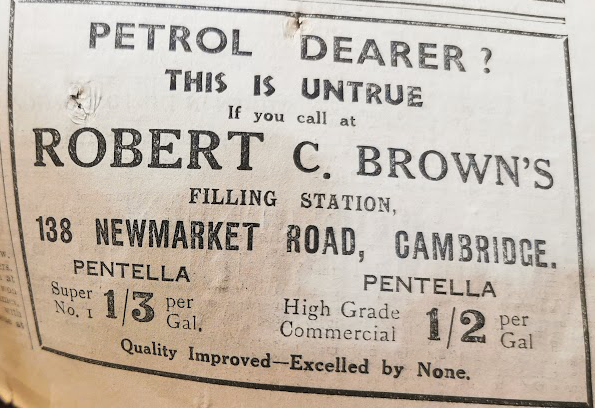 PETROL DEARER?
THIS IS UNTRUE
If you call at
ROBERT C. BROWN'S
FILLING STATION,
138 NEWMARKET ROAD, CAMBRIDGE.
PENTELLA
Super No. 1 1/3 per Gal.
PENTELLA
High Grade Commercial 1/2 per Gal
Quality Improved—Excelled by None.